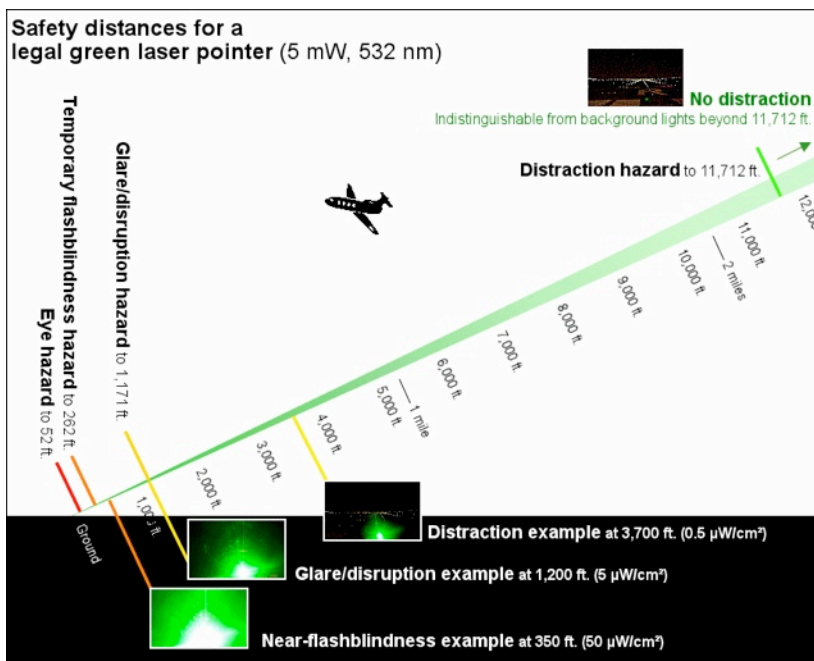 Safety distances for a
legal green laser pointer (5 mW, 532 nm)
No distraction
Indistinguishable from background lights beyond 11,712 ft.
Distraction hazard to 11,712 ft.
Glare/disruption hazard to 1,171 ft.
Temporary flashblindness hazard to 262 ft.
Eye hazard to 52 ft.
Ground
1,000 ft.
2,000 ft.
3,000 ft.
4,000 ft.
5,000 ft.
1 mile
6,000 ft.
7,000 ft.
8,000 ft.
9,000 ft.
10,000 ft.
2 miles
11,000 ft.
12,000
Distraction example at 3,700 ft. (0.5 µW/cm²)
Glare/disruption example at 1,200 ft. (5 µW/cm²)
Near-flashblindness example at 350 ft. (50 µW/cm²)